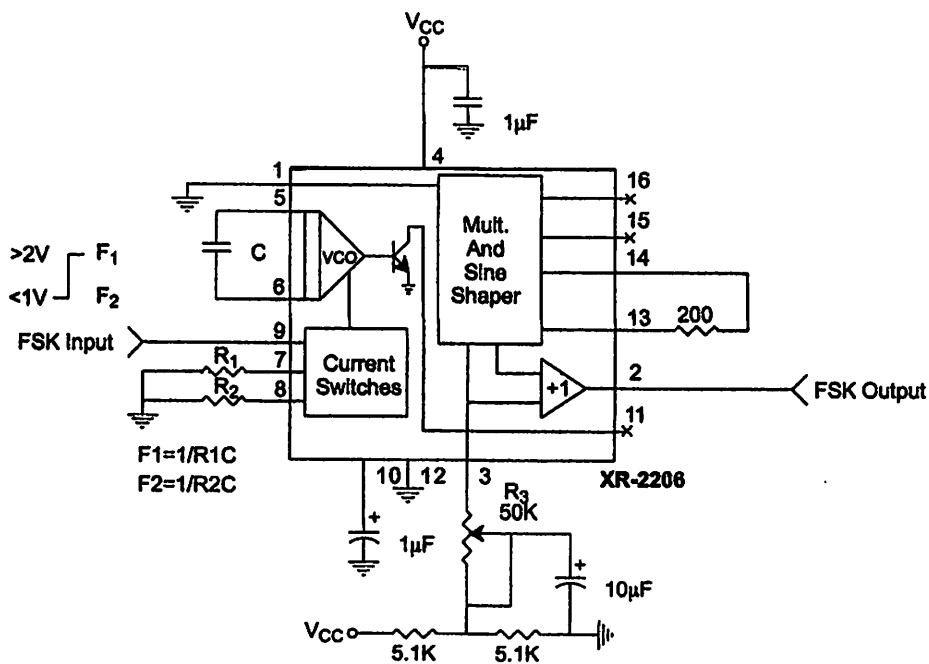 VCC
1µF
4
1
16
5
15
Mult.
And
Sine
Shaper
14
>2V
F1
C
VCO
<1V
F2
6
13
200
FSK Input
9
R1
7
Current
Switches
+1
2
FSK Output
R2
8
11
F1=1/R1C
F2=1/R2C
10
12
3
XR-2206
R3
50K
+
1µF
+
10µF
VCC
5.1K
5.1K